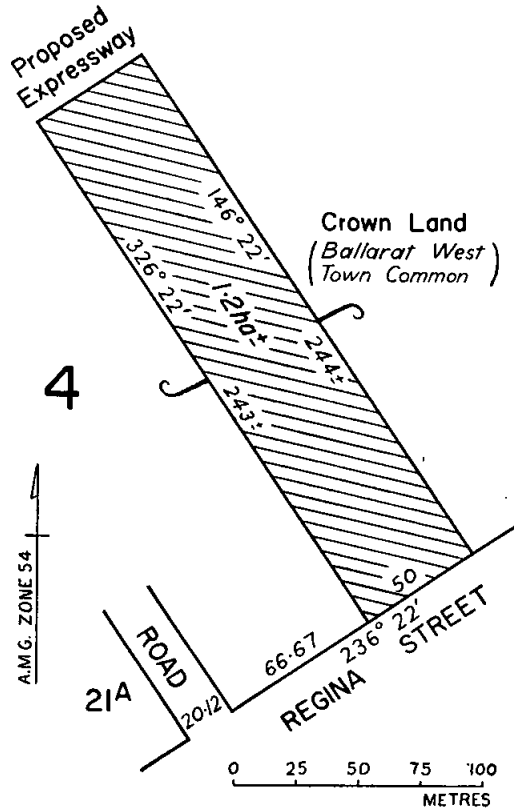 Proposed
Expressway
146° 22'
Crown Land
(Ballarat West
Town Common)
326° 22'
1·2ha±
244±
4
243±
A.M.G. ZONE 54
50
236° 22'
ROAD
66·67
REGINA STREET
21A
20·12
0 25 50 75 100
METRES